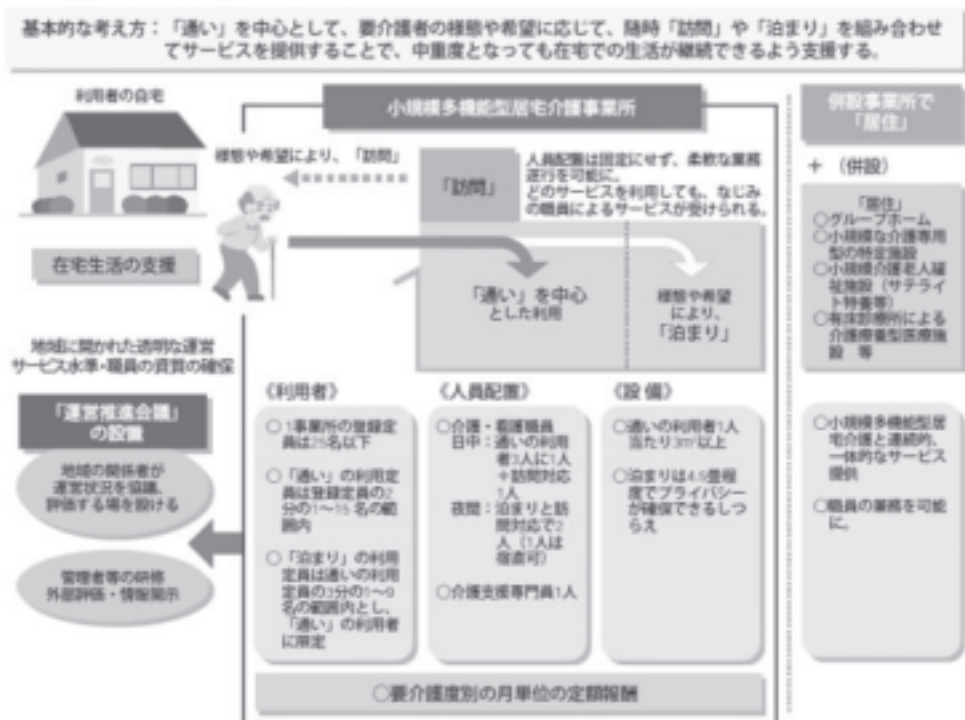 基本的な考え方：「通い」を中心として、要介護者の様態や希望に応じて、随時「訪問」や「泊まり」を組み合わせ
てサービスを提供することで、中重度となっても在宅での生活が継続できるよう支援する。
利用者の自宅
在宅生活の支援
小規模多機能型居宅介護事業所
様態や希望により、「訪問」
「訪問」
人員配置は固定にせず、柔軟な業務
遂行を可能に。
どのサービスを利用しても、なじみ
の職員によるサービスが受けられる。
「通い」を中心
とした利用
様態や希望
により、
「泊まり」
併設事業所で
「居住」
+ （併設）
「居住」
○グループホーム
○小規模な介護専用
型の特定施設
○小規模介護老人福
祉施設（サテライ
ト特養等）
○有床診療所による
介護療養型医療施
設 等
地域に開かれた透明な運営
サービス水準・職員の資質の確保
「運営推進会議」
の設置
地域の関係者が
運営状況を協議、
評価する場を設ける
管理者等の研修
外部評価・情報開示
《利用者》
○ 1事業所の登録定
員は25名以下
○「通い」の利用定
員は登録定員の2
分の1～15名の範
囲内
○「泊まり」の利用
定員は通いの利用
定員の3分の1～9
名の範囲内とし、
「通い」の利用者
に限定
《人員配置》
○介護・看護職員
日中：通いの利用
者3人に1人
＋訪問対応
1人
夜間：泊まりと訪
問対応で2
人（1人は
宿直可）
○介護支援専門員1人
《設 備》
○通いの利用者1人
当たり3m²以上
○泊まりは4.5畳程
度でプライバシー
が確保できるしつ
らえ
○小規模多機能型居
宅介護と連続的、
一体的なサービス
提供
○職員の兼務を可能
に。
○要介護度別の月単位の定額報酬